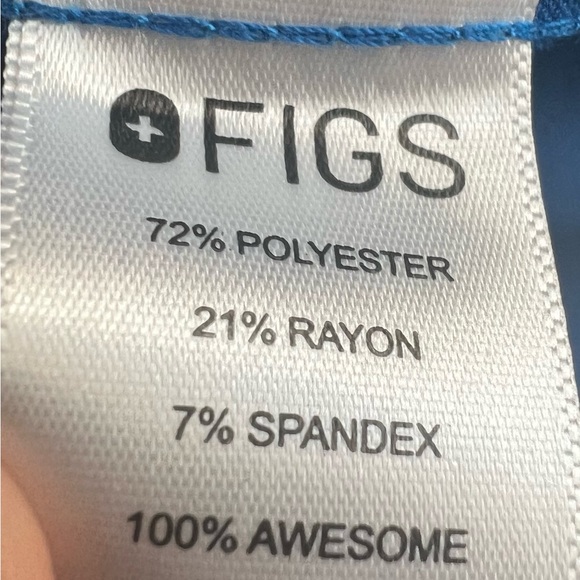 FIGS
72% POLYESTER
21% RAYON
7% SPANDEX
100% AWESOME